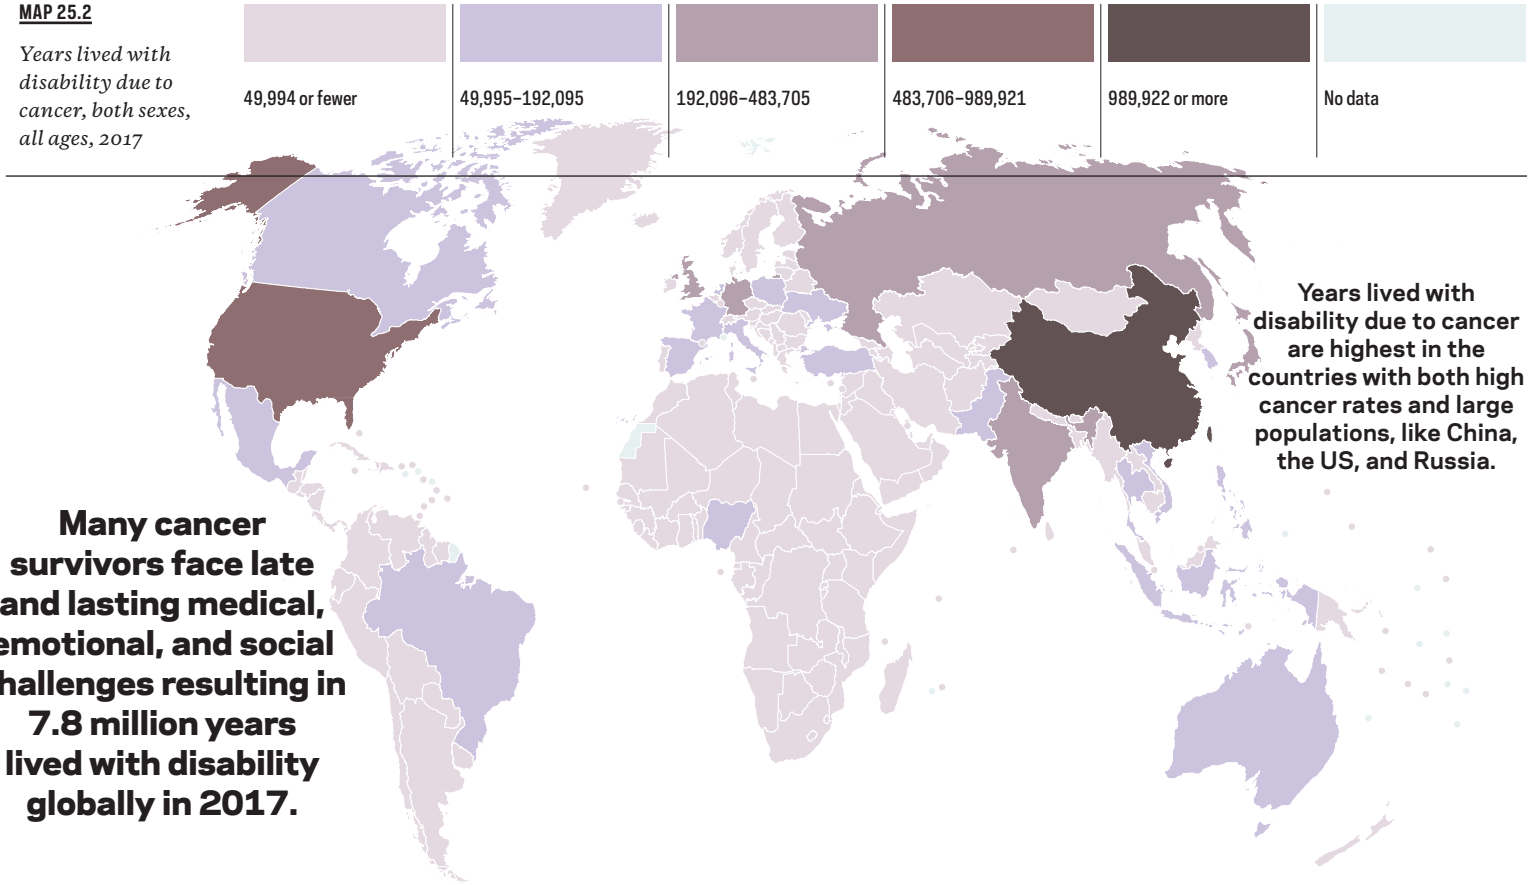 MAP 25.2
Years lived with
disability due to
cancer, both sexes,
all ages, 2017
49,994 or fewer
49,995–192,095
192,096–483,705
483,706–989,921
989,922 or more
No data
Years lived with
disability due to cancer
are highest in the
countries with both high
cancer rates and large
populations, like China,
the US, and Russia.
Many cancer
survivors face late
and lasting medical,
emotional, and social
hallenges resulting in
7.8 million years
lived with disability
globally in 2017.